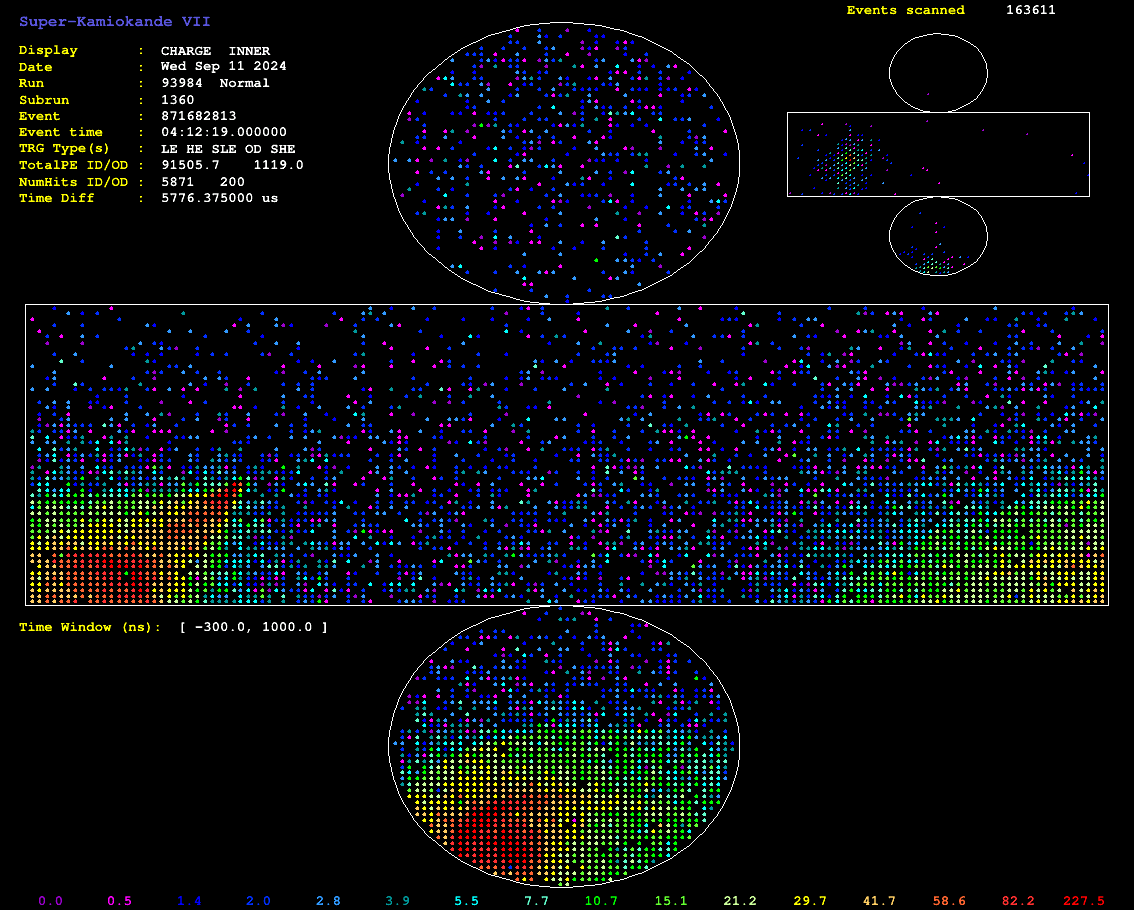 Super-Kamiokande VII
Events scanned 163611
Display : CHARGE INNER
Date : Wed Sep 11 2024
Run : 93984 Normal
Subrun : 1360
Event : 871682813
Event time : 04:12:19.000000
TRG Type(s) : LE HE SLE OD SHE
TotalPE ID/OD : 91505.7 1119.0
NumHits ID/OD : 5871 200
Time Diff : 5776.375000 us
Time Window (ns): [ -300.0, 1000.0 ]
0.0 0.5 1.4 2.0 2.8 3.9 5.5 7.7 10.7 15.1 21.2 29.7 41.7 58.6 82.2 227.5